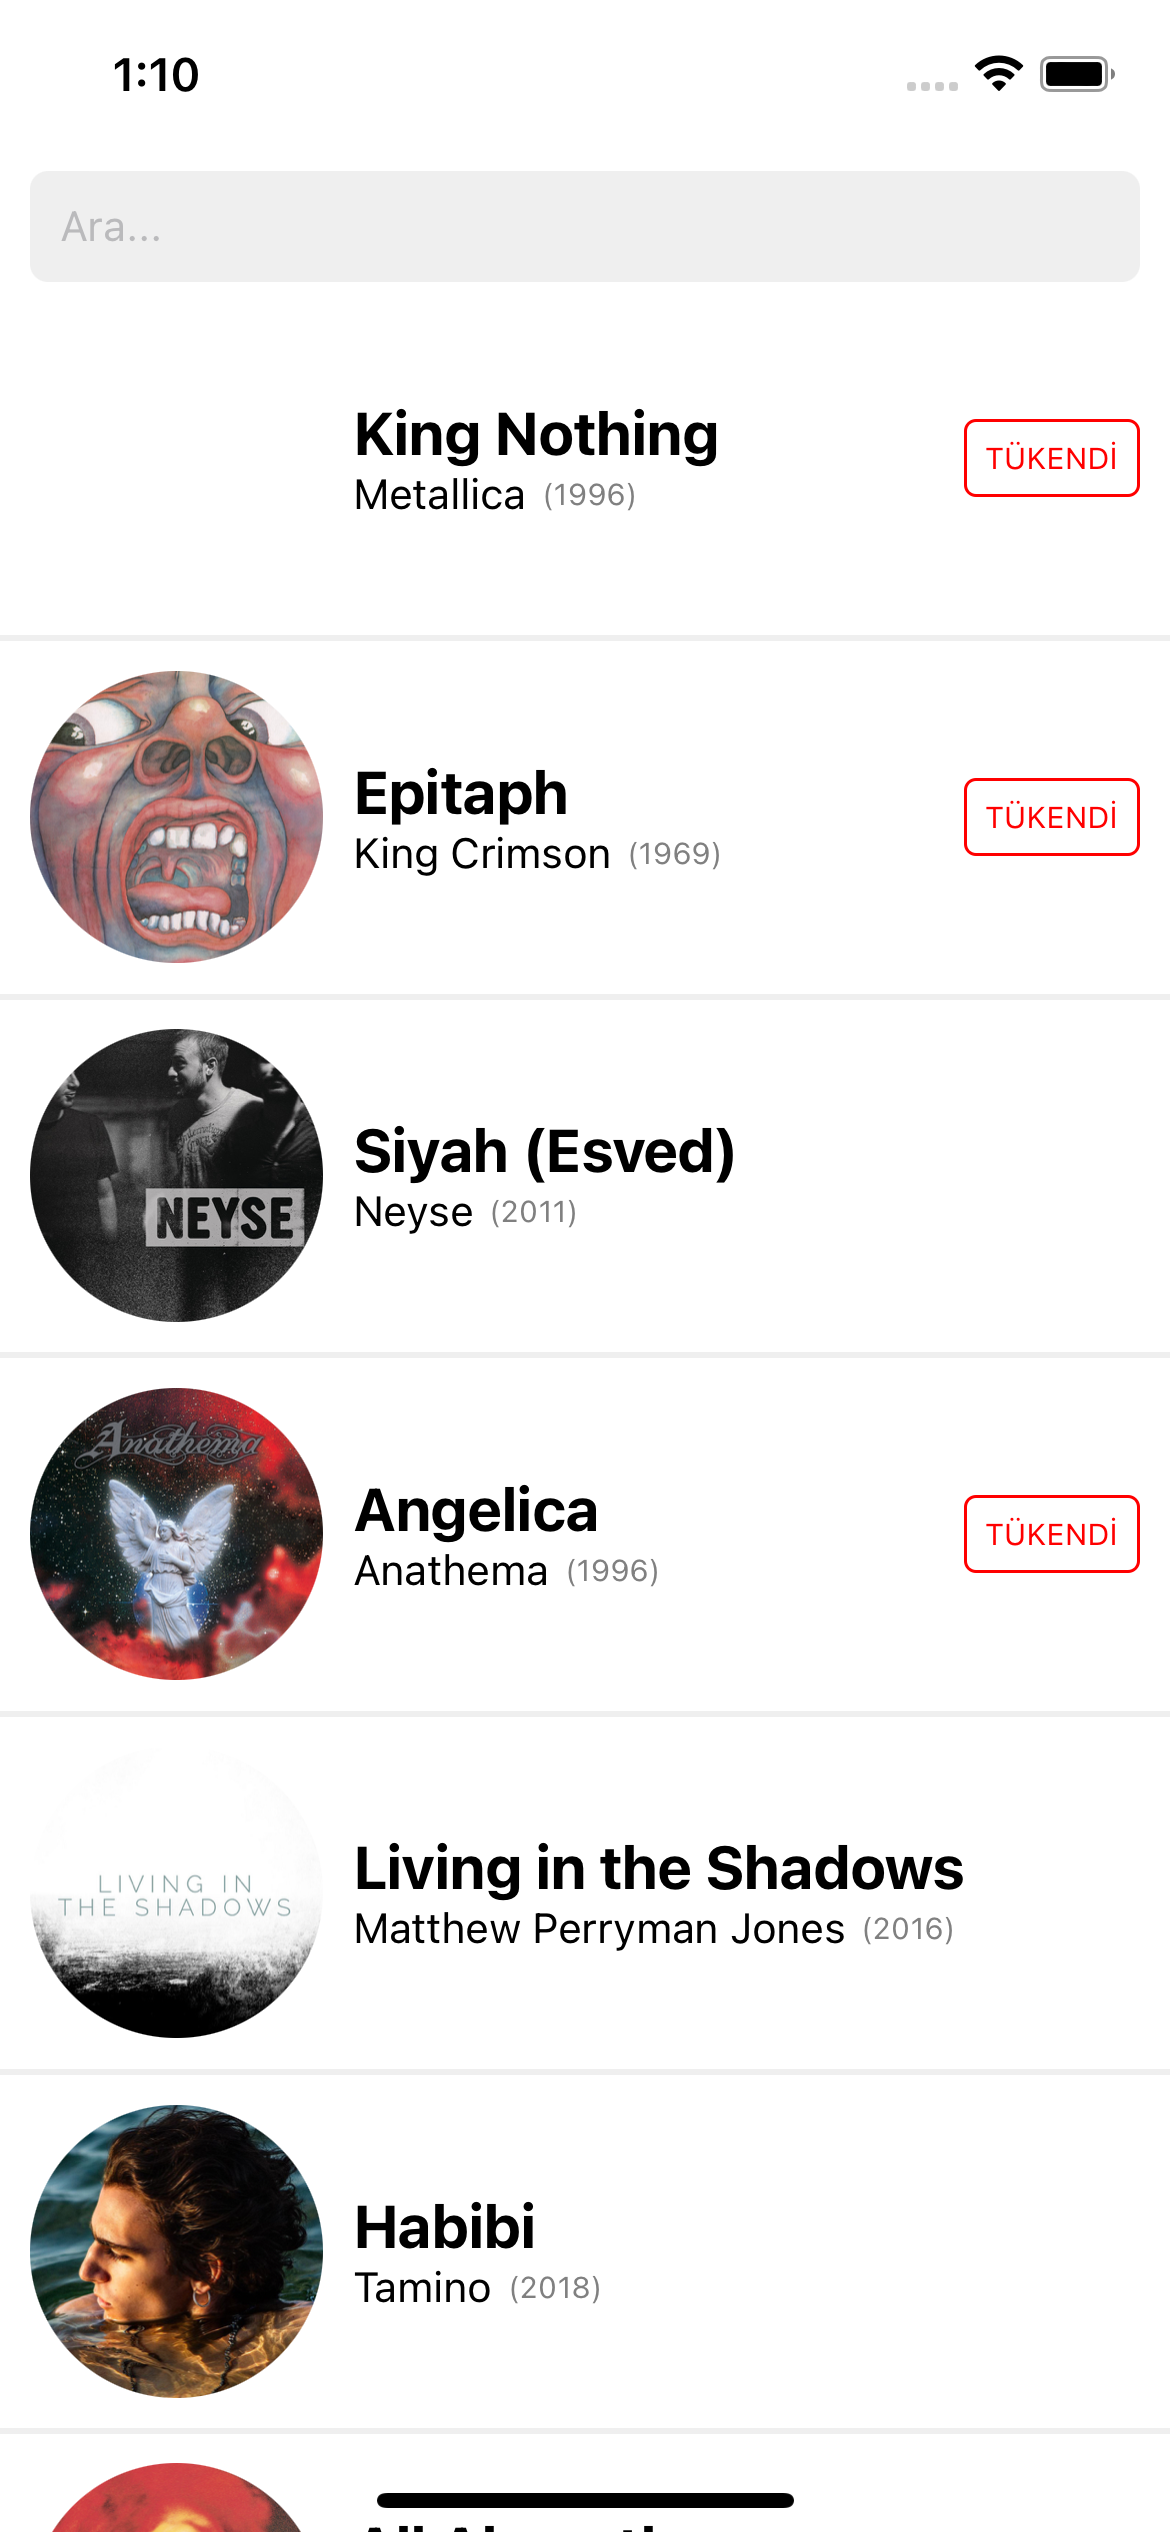 1:10
Ara...
King Nothing
Metallica (1996)
TÜKENDİ
Epitaph
King Crimson (1969)
TÜKENDİ
NEYSE
Siyah (Esved)
Neyse (2011)
Anathema
Angelica
Anathema (1996)
TÜKENDİ
LIVING IN
THE SHADOWS
Living in the Shadows
Matthew Perryman Jones (2016)
Habibi
Tamino (2018)